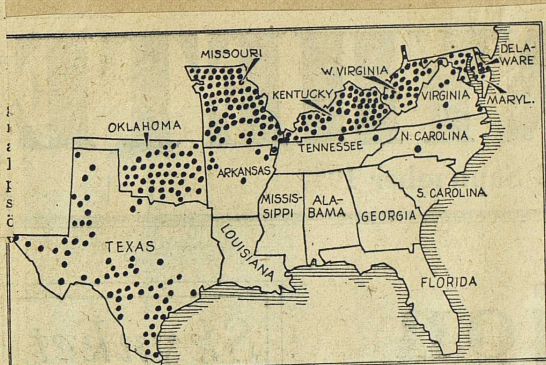 MISSOURI
DELA-
WARE
W. VIRGINIA
KENTUCKY
VIRGINIA
MARYL.
OKLAHOMA
TENNESSEE
N. CAROLINA
ARKANSAS
MISSIS-
SIPPI
ALA-
BAMA
GEORGIA
S. CAROLINA
LOUISIANA
TEXAS
FLORIDA